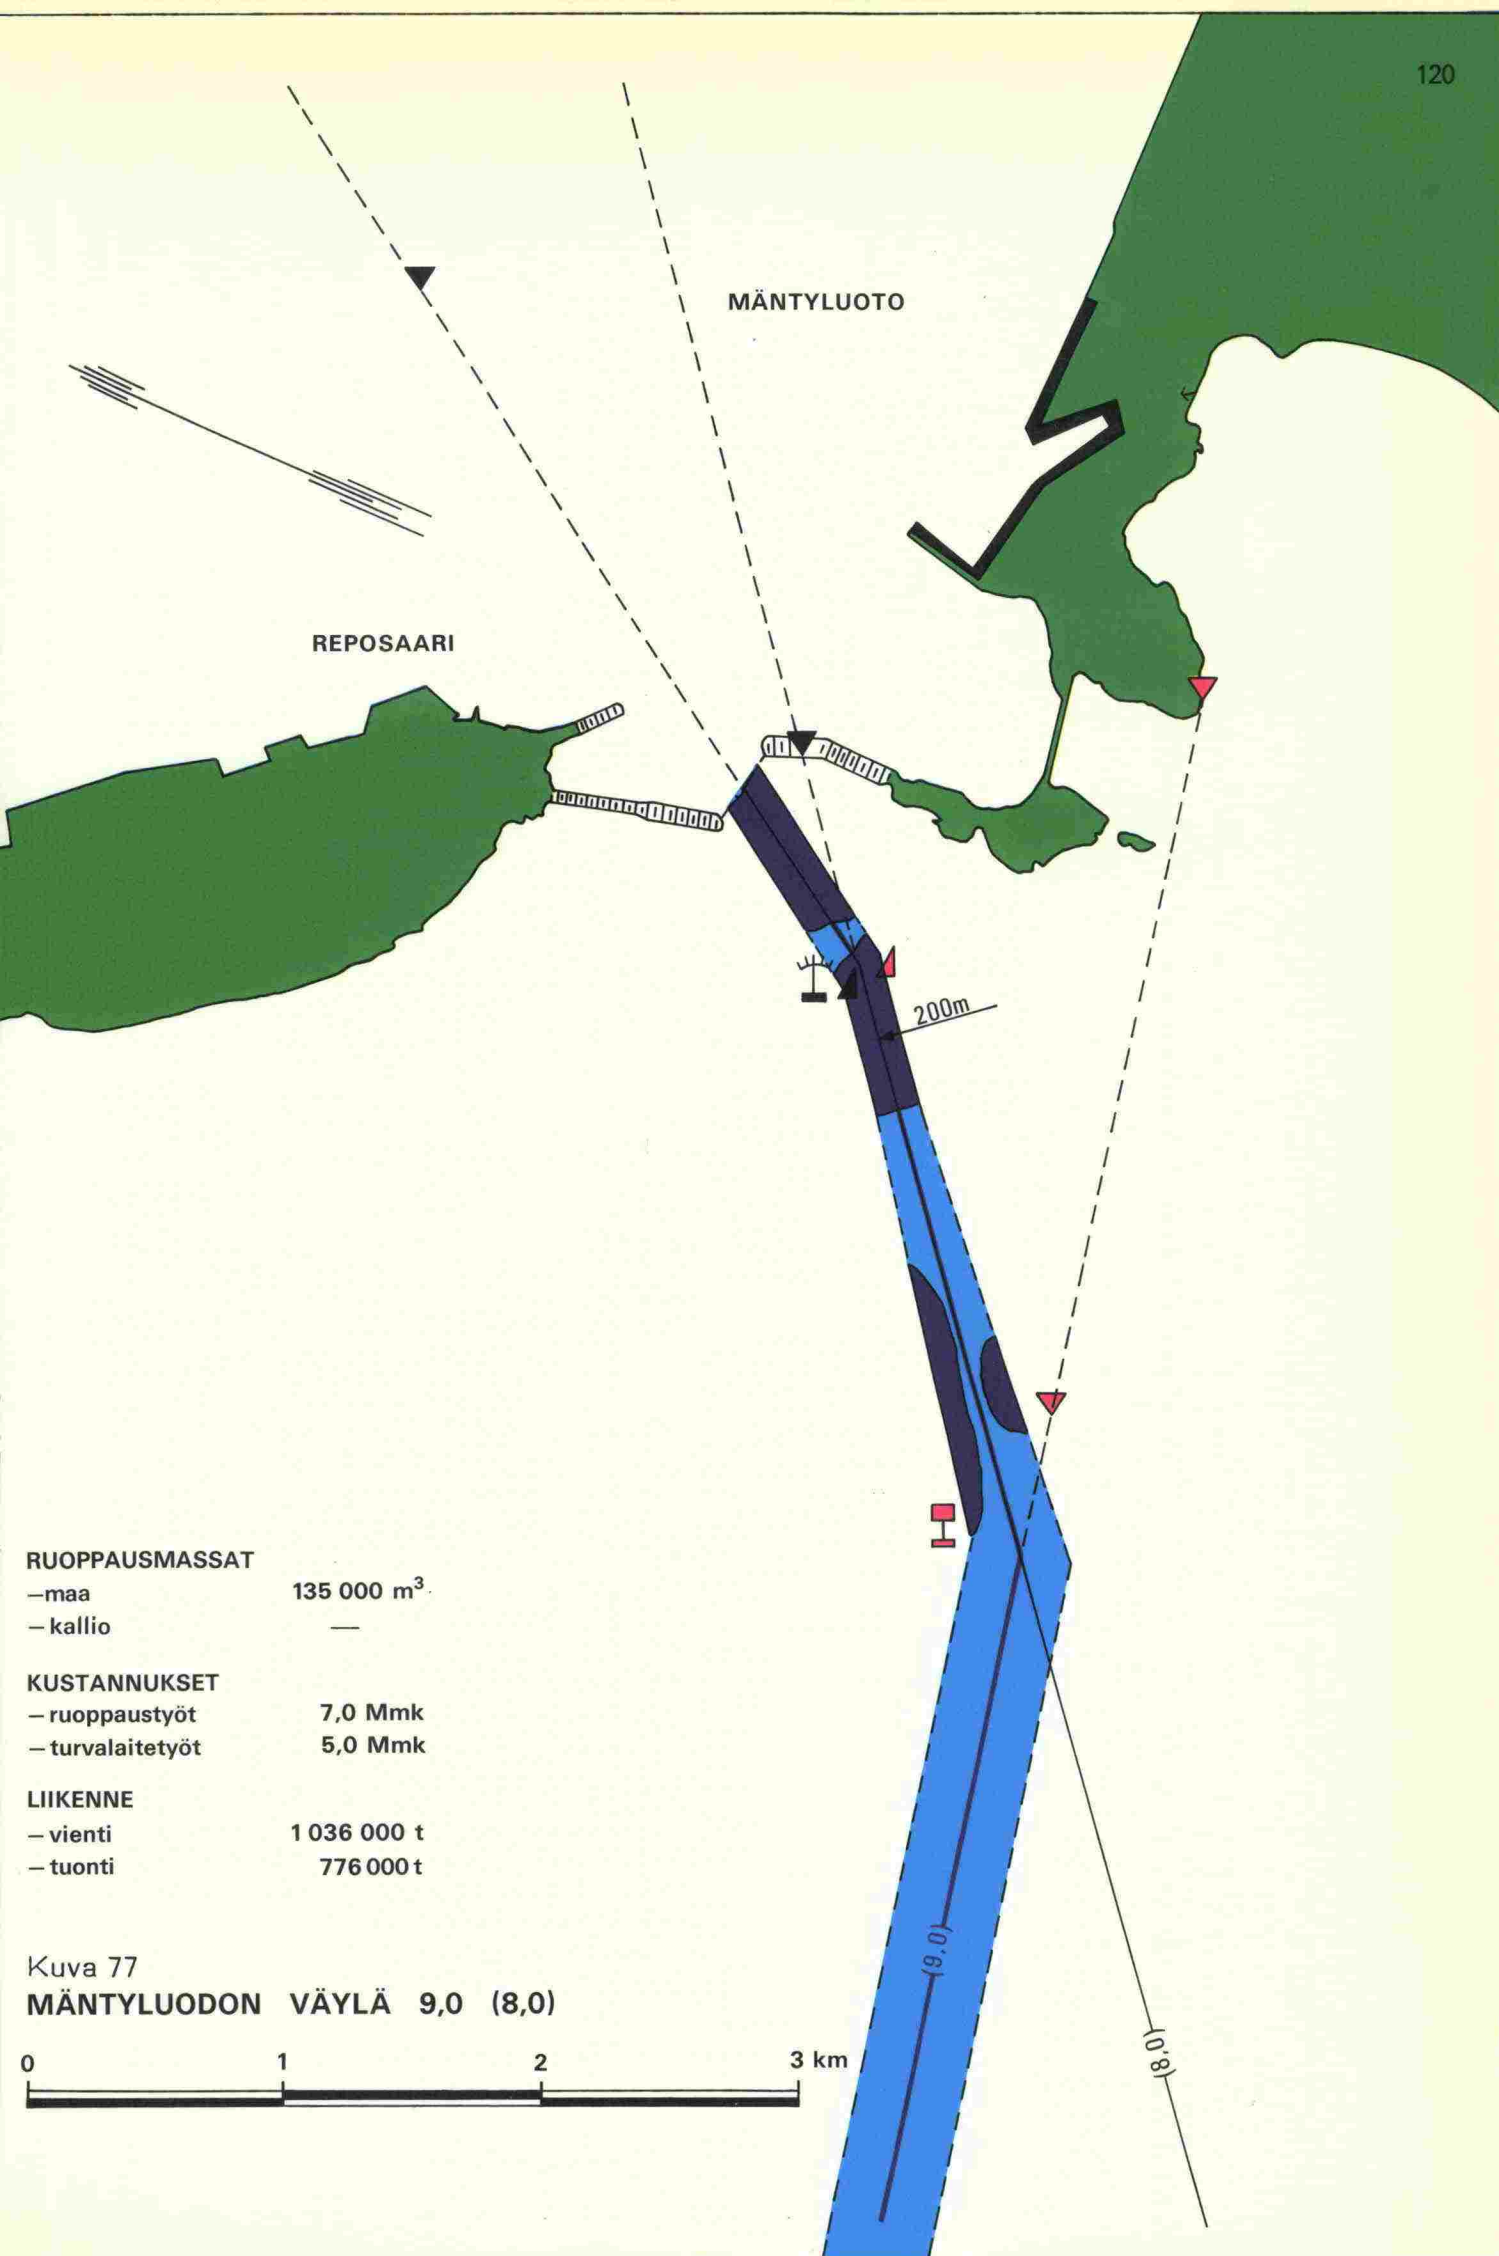 120
MÄNTYLUOTO
REPOSAARI
200m
RUOPPAUSMASSAT
—maa 135 000 m³
— kallio —
KUSTANNUKSET
— ruoppaustyöt 7,0 Mmk
— turvalaitetyöt 5,0 Mmk
LIIKENNE
— vienti 1 036 000 t
— tuonti 776 000 t
Kuva 77
MÄNTYLUODON VÄYLÄ 9,0 (8,0)
0 1 2 3 km
(9,0)
(8,0)